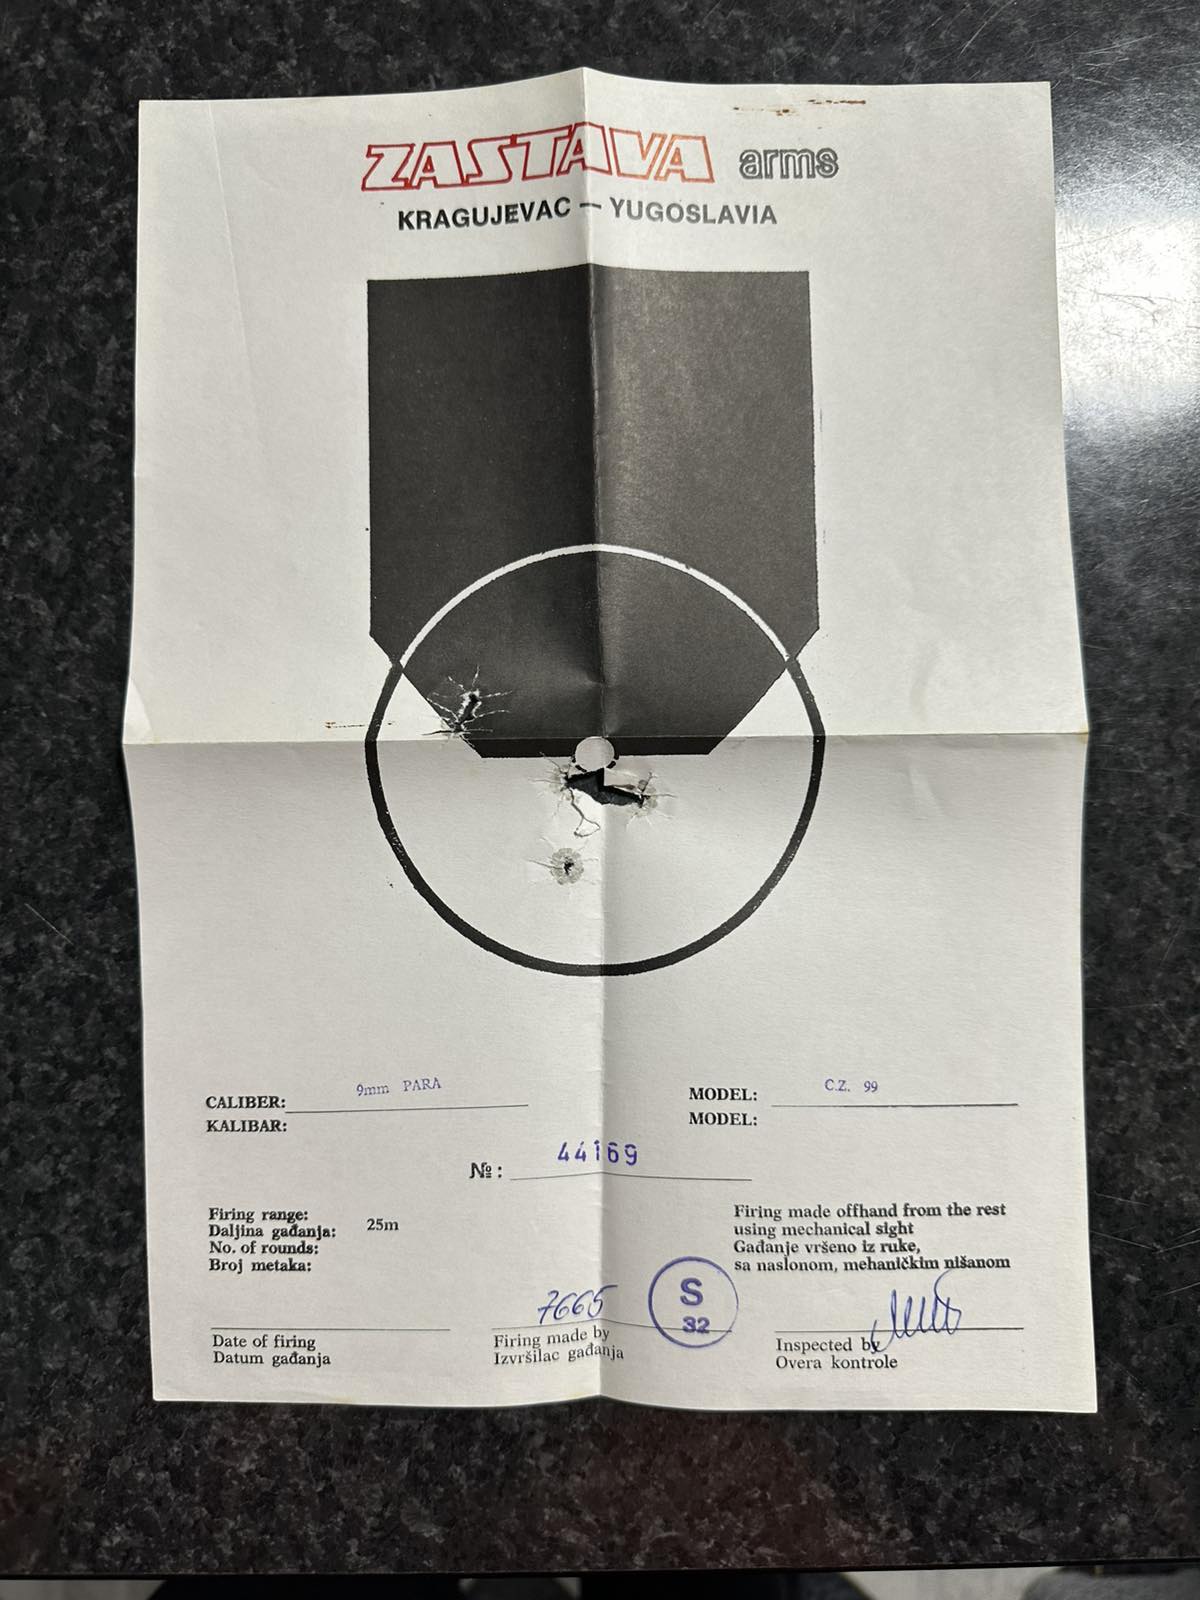 ZASTAVA arms
KRAGUJEVAC — YUGOSLAVIA
CALIBER: 9mm PARA
KALIBAR:
MODEL: C.Z. 99
MODEL:
№: 44169
Firing range:
Daljina gađanja: 25m
No. of rounds:
Broj metaka:
Firing made offhand from the rest
using mechanical sight
Gađanje vršeno iz ruke,
sa naslonom, mehaničkim nišanom
Date of firing
Datum gađanja
7665
Firing made by
Izvršilac gađanja
S
32
Inspected by
Overa kontrole